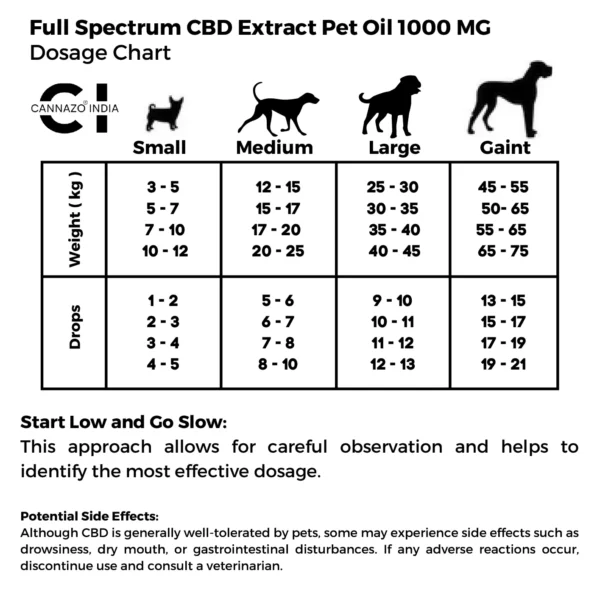 Full Spectrum CBD Extract Pet Oil 1000 MG
Dosage Chart
CI
CANNAZO® INDIA
Small Medium Large Gaint
Weight ( kg )
3 - 5 12 - 15 25 - 30 45 - 55
5 - 7 15 - 17 30 - 35 50- 65
7 - 10 17 - 20 35 - 40 55 - 65
10 - 12 20 - 25 40 - 45 65 - 75
Drops
1 - 2 5 - 6 9 - 10 13 - 15
2 - 3 6 - 7 10 - 11 15 - 17
3 - 4 7 - 8 11 - 12 17 - 19
4 - 5 8 - 10 12 - 13 19 - 21
Start Low and Go Slow:
This approach allows for careful observation and helps to
identify the most effective dosage.
Potential Side Effects:
Although CBD is generally well-tolerated by pets, some may experience side effects such as
drowsiness, dry mouth, or gastrointestinal disturbances. If any adverse reactions occur,
discontinue use and consult a veterinarian.